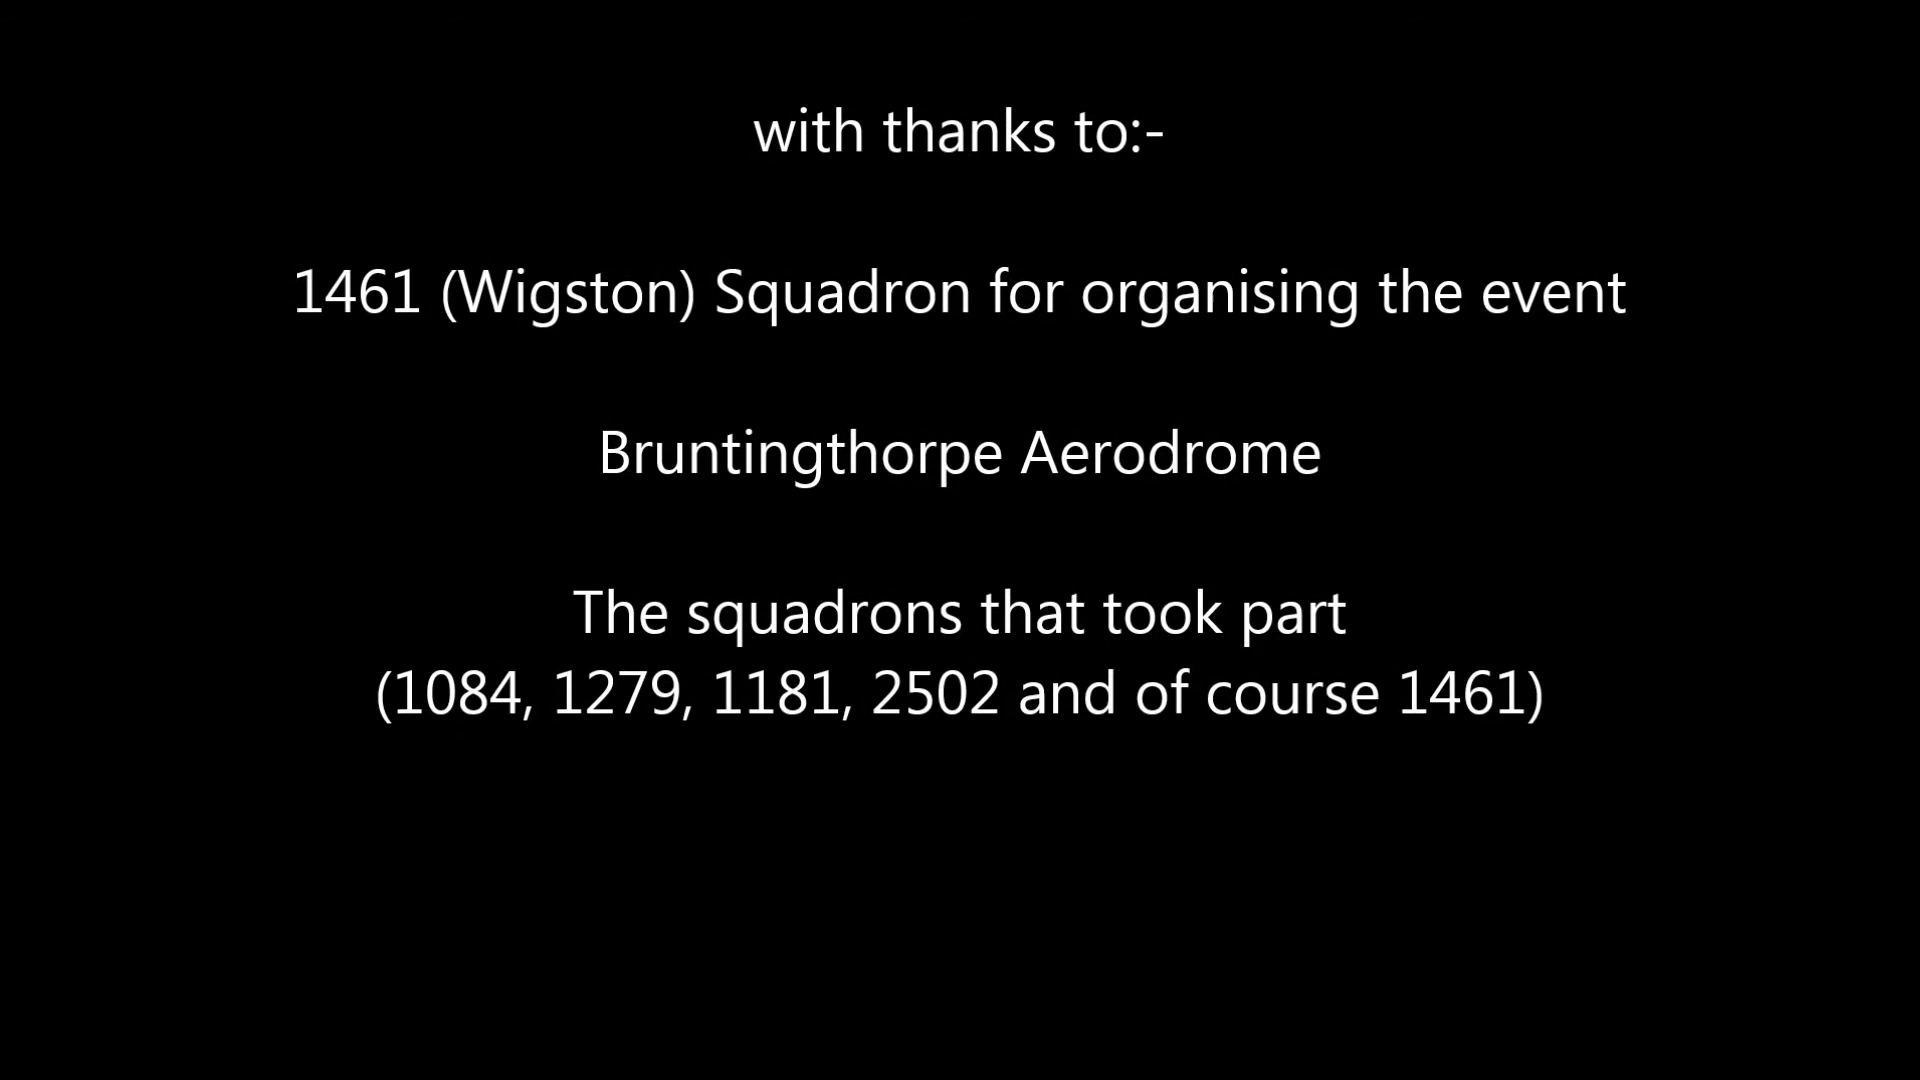 with thanks to:-
1461 (Wigston) Squadron for organising the event
Bruntingthorpe Aerodrome
The squadrons that took part
(1084, 1279, 1181, 2502 and of course 1461)